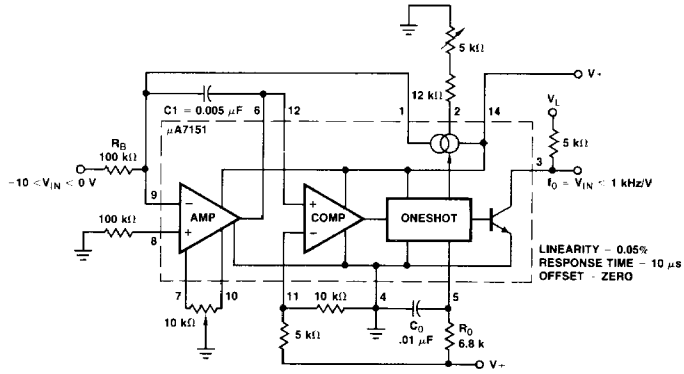 5 kΩ
12 kΩ
V+
C1 = 0.005 μF
6
12
1
2
14
VL
5 kΩ
μA7151
RB
100 kΩ
3
-10 <VIN < 0 V
9
−
AMP
+
COMP
−
ONESHOT
f0 = VIN < 1 kHz/V
100 kΩ
8
+
LINEARITY – 0.05%
RESPONSE TIME – 10 μs
OFFSET - ZERO
7
10
11
10 kΩ
4
5
10 kΩ
5 kΩ
C0
.01 μF
R0
6.8 k
V+